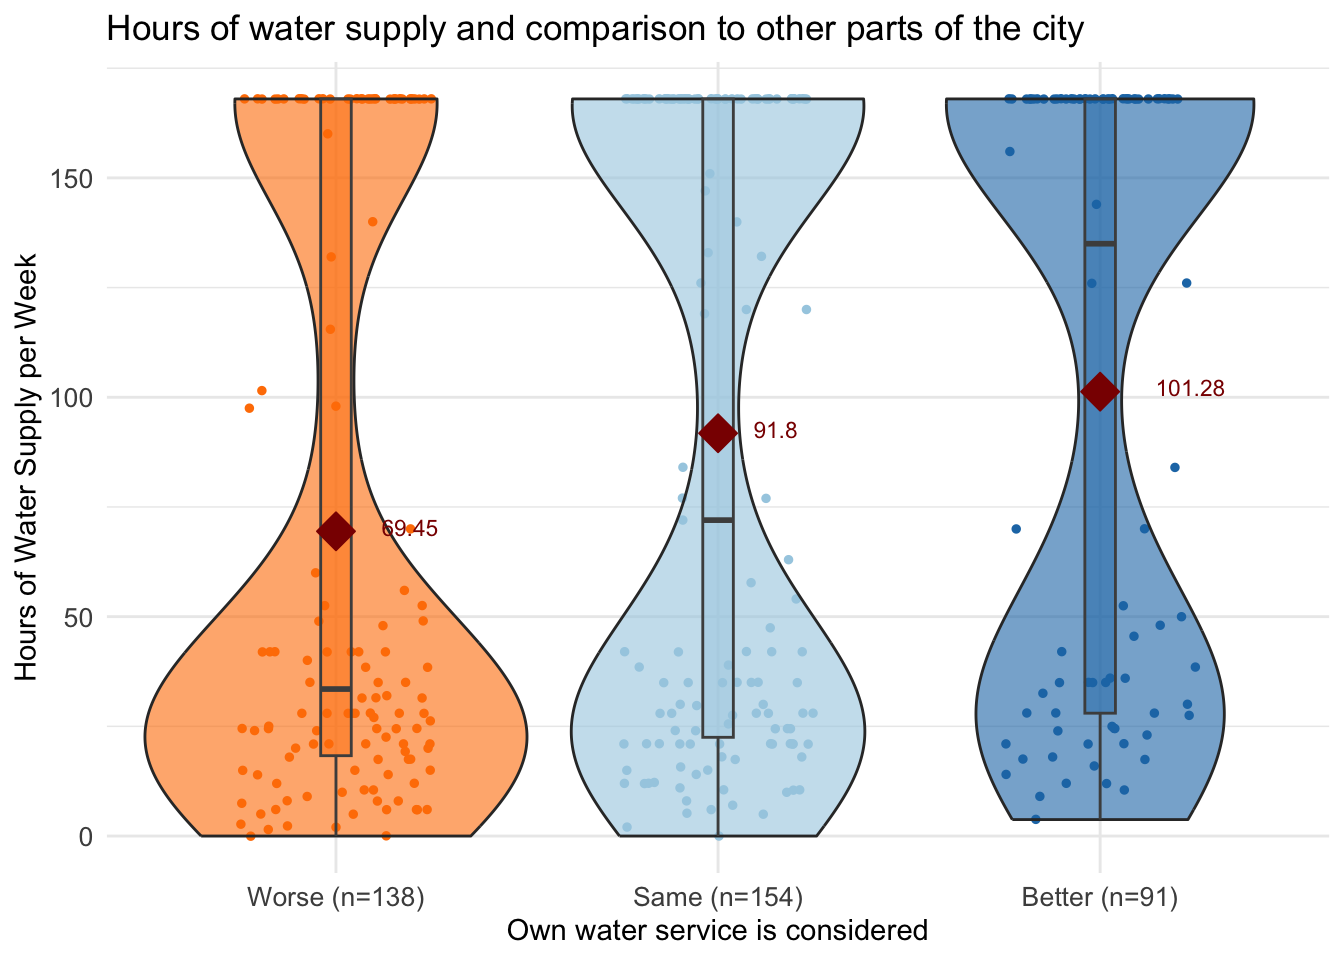 Hours of water supply and comparison to other parts of the city
Hours of Water Supply per Week
150
100
50
0
69.45
91.8
101.28
Worse (n=138)
Same (n=154)
Better (n=91)
Own water service is considered